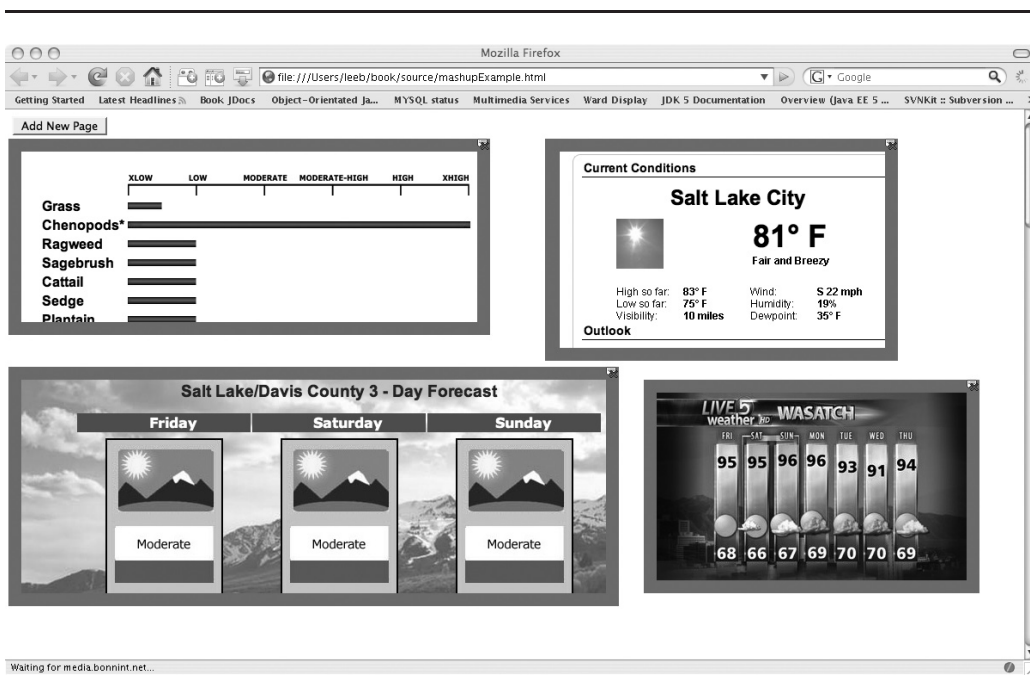 Mozilla Firefox
file:///Users/leeb/book/source/mashupExample.html
G Google
Getting Started Latest Headlines Book JDocs Object-Orientated Ja... MYSQL status Multimedia Services Ward Display JDK 5 Documentation Overview (Java EE 5 ... SVNKit :: Subversion ...
Add New Page
XLOW LOW MODERATE MODERATE-HIGH HIGH XHIGH
Grass
Chenopods*
Ragweed
Sagebrush
Cattail
Sedge
Plantain
Current Conditions
Salt Lake City
81° F
Fair and Breezy
High so far: 83° F Wind: S 22 mph
Low so far: 75° F Humidity: 19%
Visibility: 10 miles Dewpoint: 35° F
Outlook
Salt Lake/Davis County 3 - Day Forecast
Friday Saturday Sunday
Moderate Moderate Moderate
LIVE 5 weather HD WASATCH
FRI SAT SUN MON TUE WED THU
95 95 96 96 93 91 94
68 66 67 69 70 70 69
Waiting for media.bonnint.net...